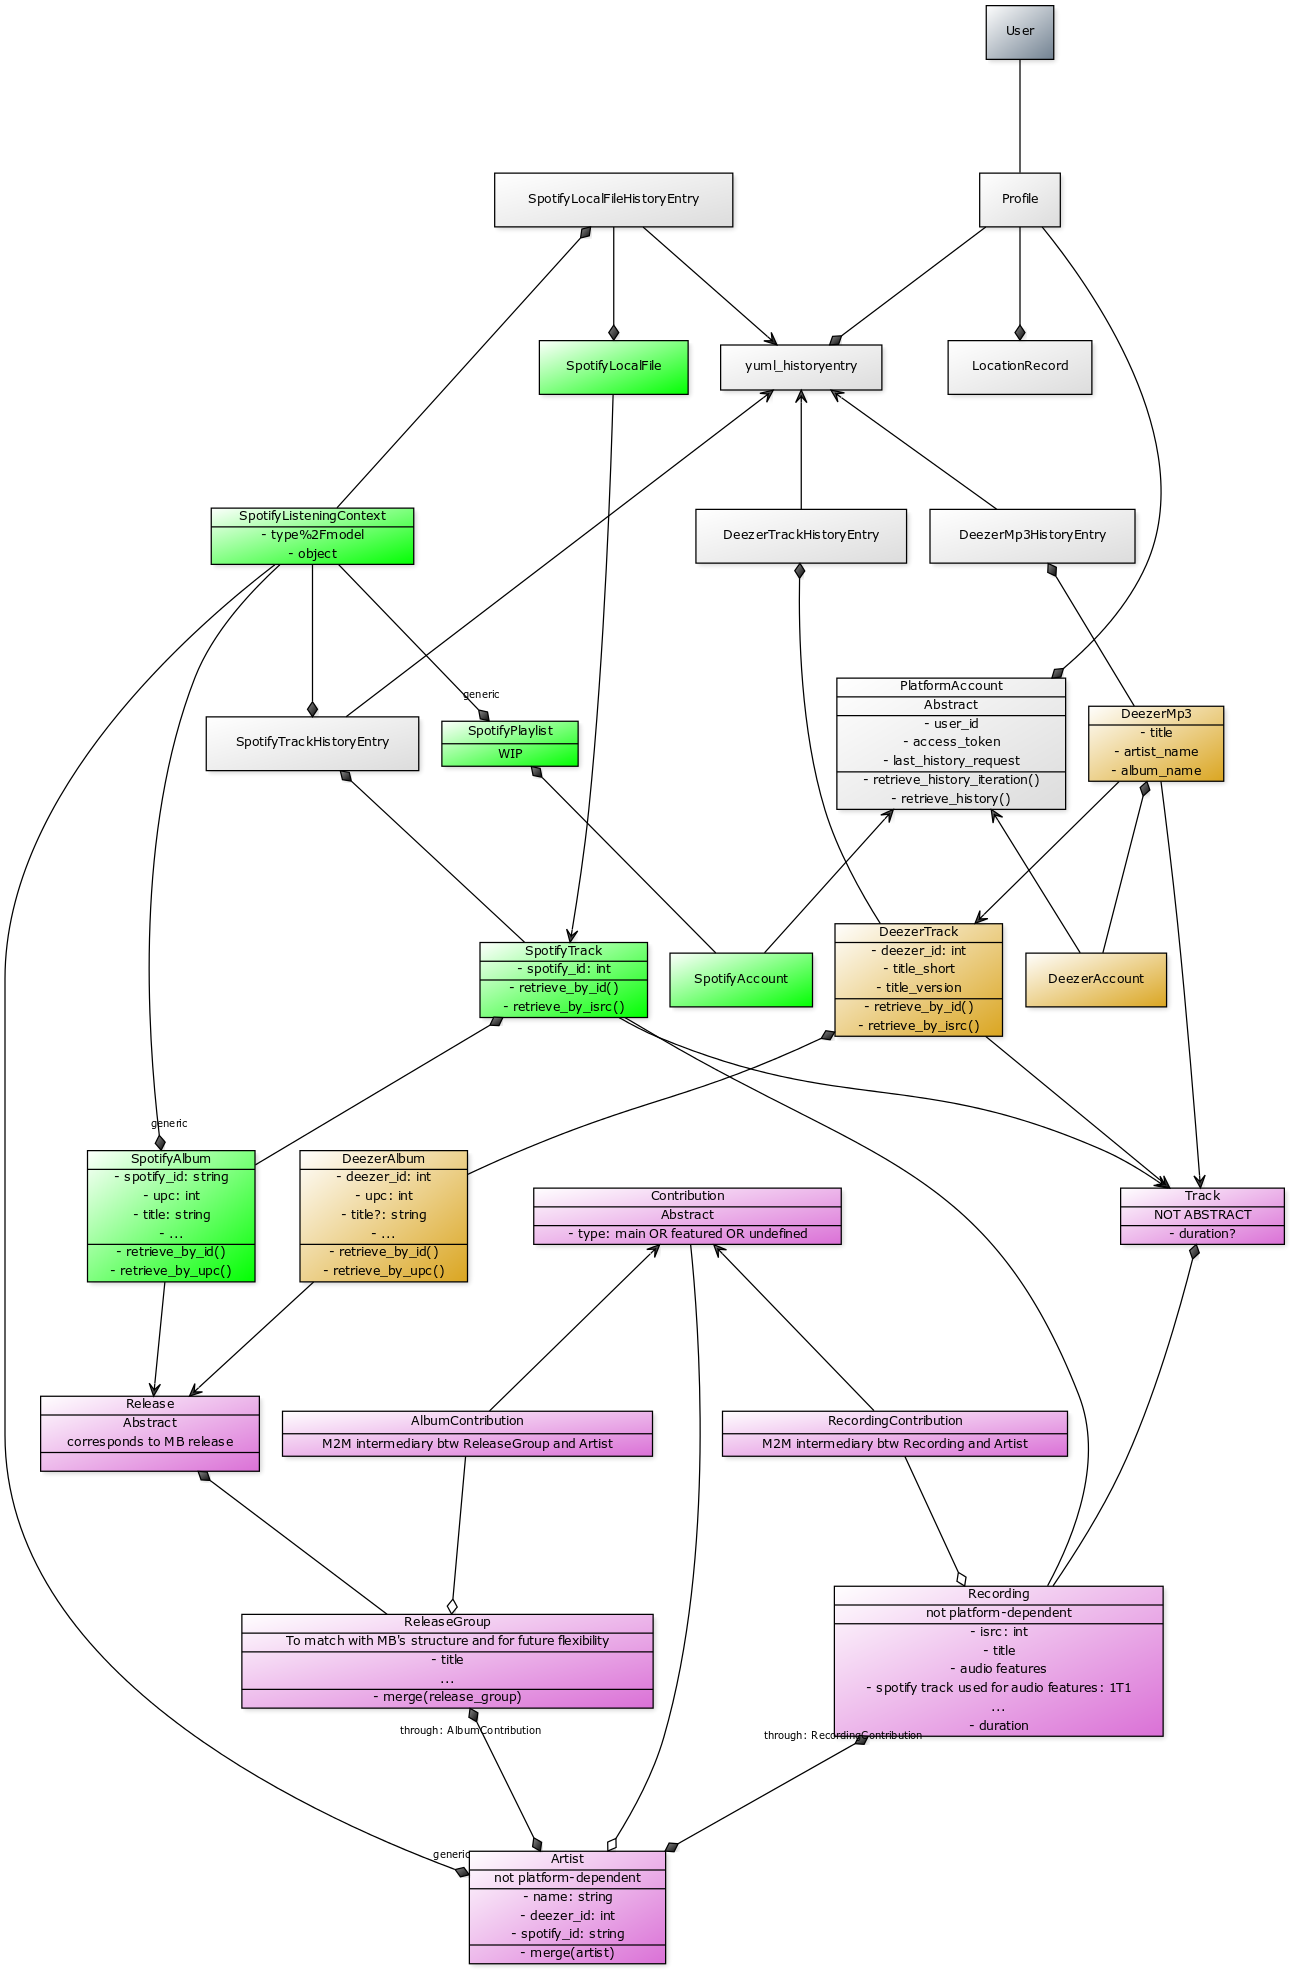 User
SpotifyLocalFileHistoryEntry
Profile
SpotifyLocalFile
yuml_historyentry
LocationRecord
SpotifyListeningContext
- type%2Fmodel
- object
DeezerTrackHistoryEntry
DeezerMp3HistoryEntry
generic
SpotifyTrackHistoryEntry
SpotifyPlaylist
WIP
PlatformAccount
Abstract
- user_id
- access_token
- last_history_request
- retrieve_history_iteration()
- retrieve_history()
DeezerMp3
- title
- artist_name
- album_name
SpotifyTrack
- spotify_id: int
- retrieve_by_id()
- retrieve_by_isrc()
SpotifyAccount
DeezerTrack
- deezer_id: int
- title_short
- title_version
- retrieve_by_id()
- retrieve_by_isrc()
DeezerAccount
generic
SpotifyAlbum
- spotify_id: string
- upc: int
- title: string
- ...
- retrieve_by_id()
- retrieve_by_upc()
DeezerAlbum
- deezer_id: int
- upc: int
- title?: string
- ...
- retrieve_by_id()
- retrieve_by_upc()
Contribution
Abstract
- type: main OR featured OR undefined
Track
NOT ABSTRACT
- duration?
Release
Abstract
corresponds to MB release
AlbumContribution
M2M intermediary btw ReleaseGroup and Artist
RecordingContribution
M2M intermediary btw Recording and Artist
ReleaseGroup
To match with MB's structure and for future flexibility
- title
...
- merge(release_group)
Recording
not platform-dependent
- isrc: int
- title
- audio features
- spotify track used for audio features: 1T1
...
- duration
through: AlbumContribution
through: RecordingContribution
generic
Artist
not platform-dependent
- name: string
- deezer_id: int
- spotify_id: string
- merge(artist)